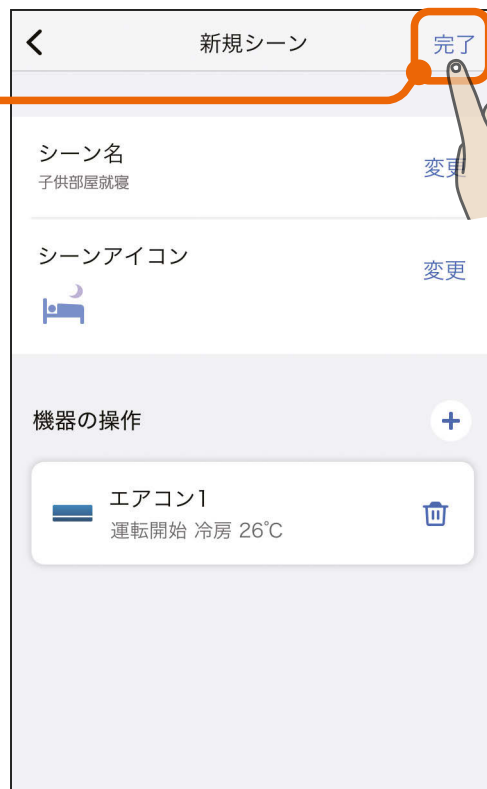 新規シーン
完了
シーン名
子供部屋就寝
変更
シーンアイコン
変更
機器の操作
エアコン1
運転開始 冷房 26℃